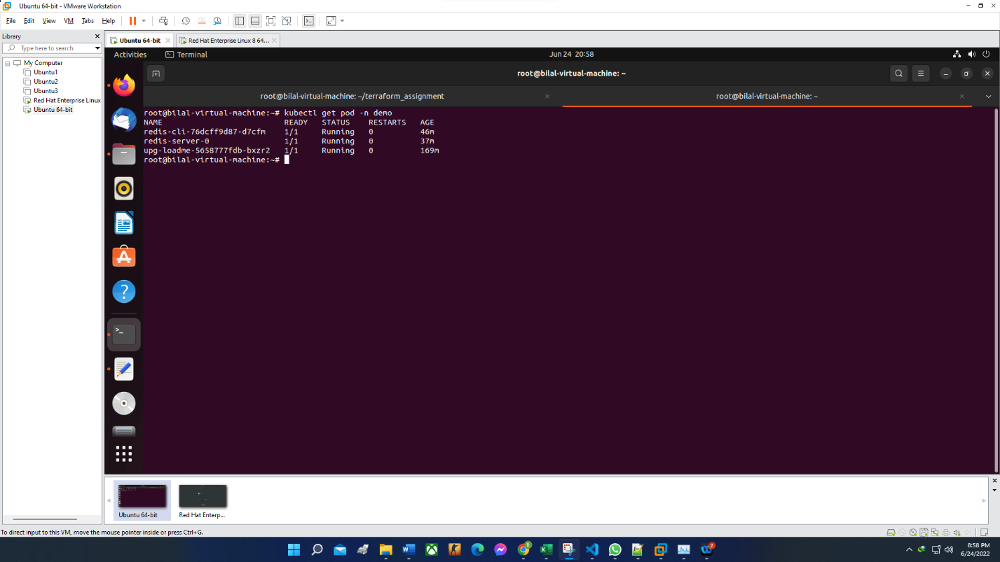 Ubuntu 64-bit - VMware Workstation
File Edit View VM Tabs Help
Library
Type here to search
My Computer
Ubuntu1
Ubuntu2
Ubuntu3
Red Hat Enterprise Linux
Ubuntu 64-bit
Ubuntu 64-bit Red Hat Enterprise Linux 8 64...
Activities Terminal Jun 24 20:58
root@bilal-virtual-machine: ~
root@bilal-virtual-machine: ~/terraform_assignment root@bilal-virtual-machine: ~
root@bilal-virtual-machine:~# kubectl get pod -n demo
NAME READY STATUS RESTARTS AGE
redis-cli-76dcff9d87-d7cfm 1/1 Running 0 46m
redis-server-0 1/1 Running 0 37m
upg-loadme-5658777fdb-bxzr2 1/1 Running 0 169m
root@bilal-virtual-machine:~#
Ubuntu 64-bit Red Hat Enterp...
To direct input to this VM, move the mouse pointer inside or press Ctrl+G.
8:58 PM
6/24/2022